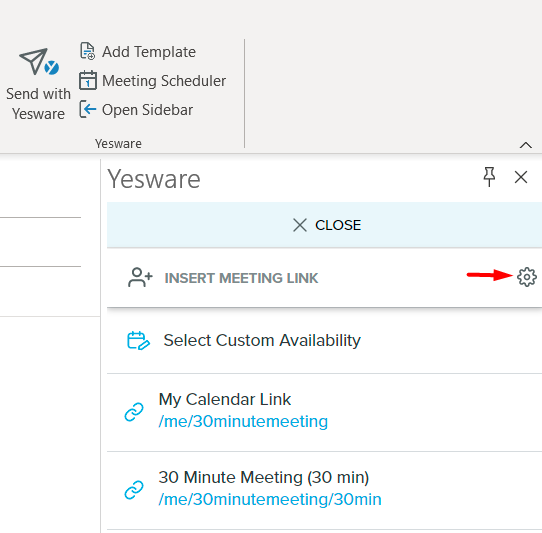 Send with
Yesware
Add Template
1
Meeting Scheduler
Open Sidebar
Yesware
Yesware
CLOSE
INSERT MEETING LINK
Select Custom Availability
My Calendar Link
/me/30minutemeeting
30 Minute Meeting (30 min)
/me/30minutemeeting/30min